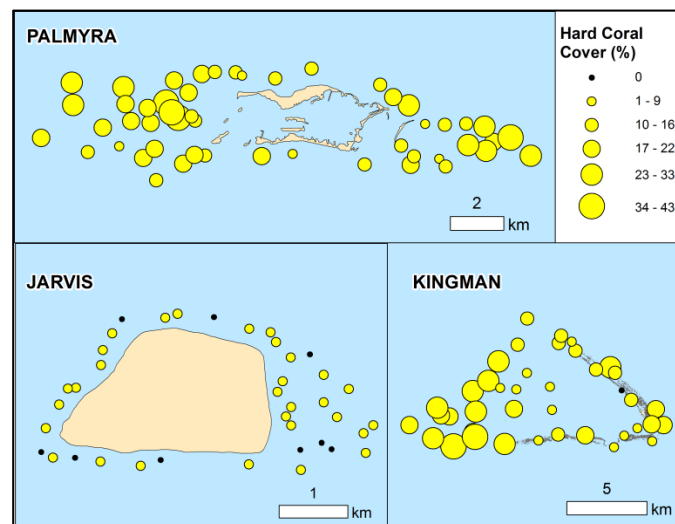 PALMYRA
Hard Coral
Cover (%)
0
1 - 9
10 - 16
17 - 22
23 - 33
34 - 43
2
km
JARVIS
1
km
KINGMAN
5
km